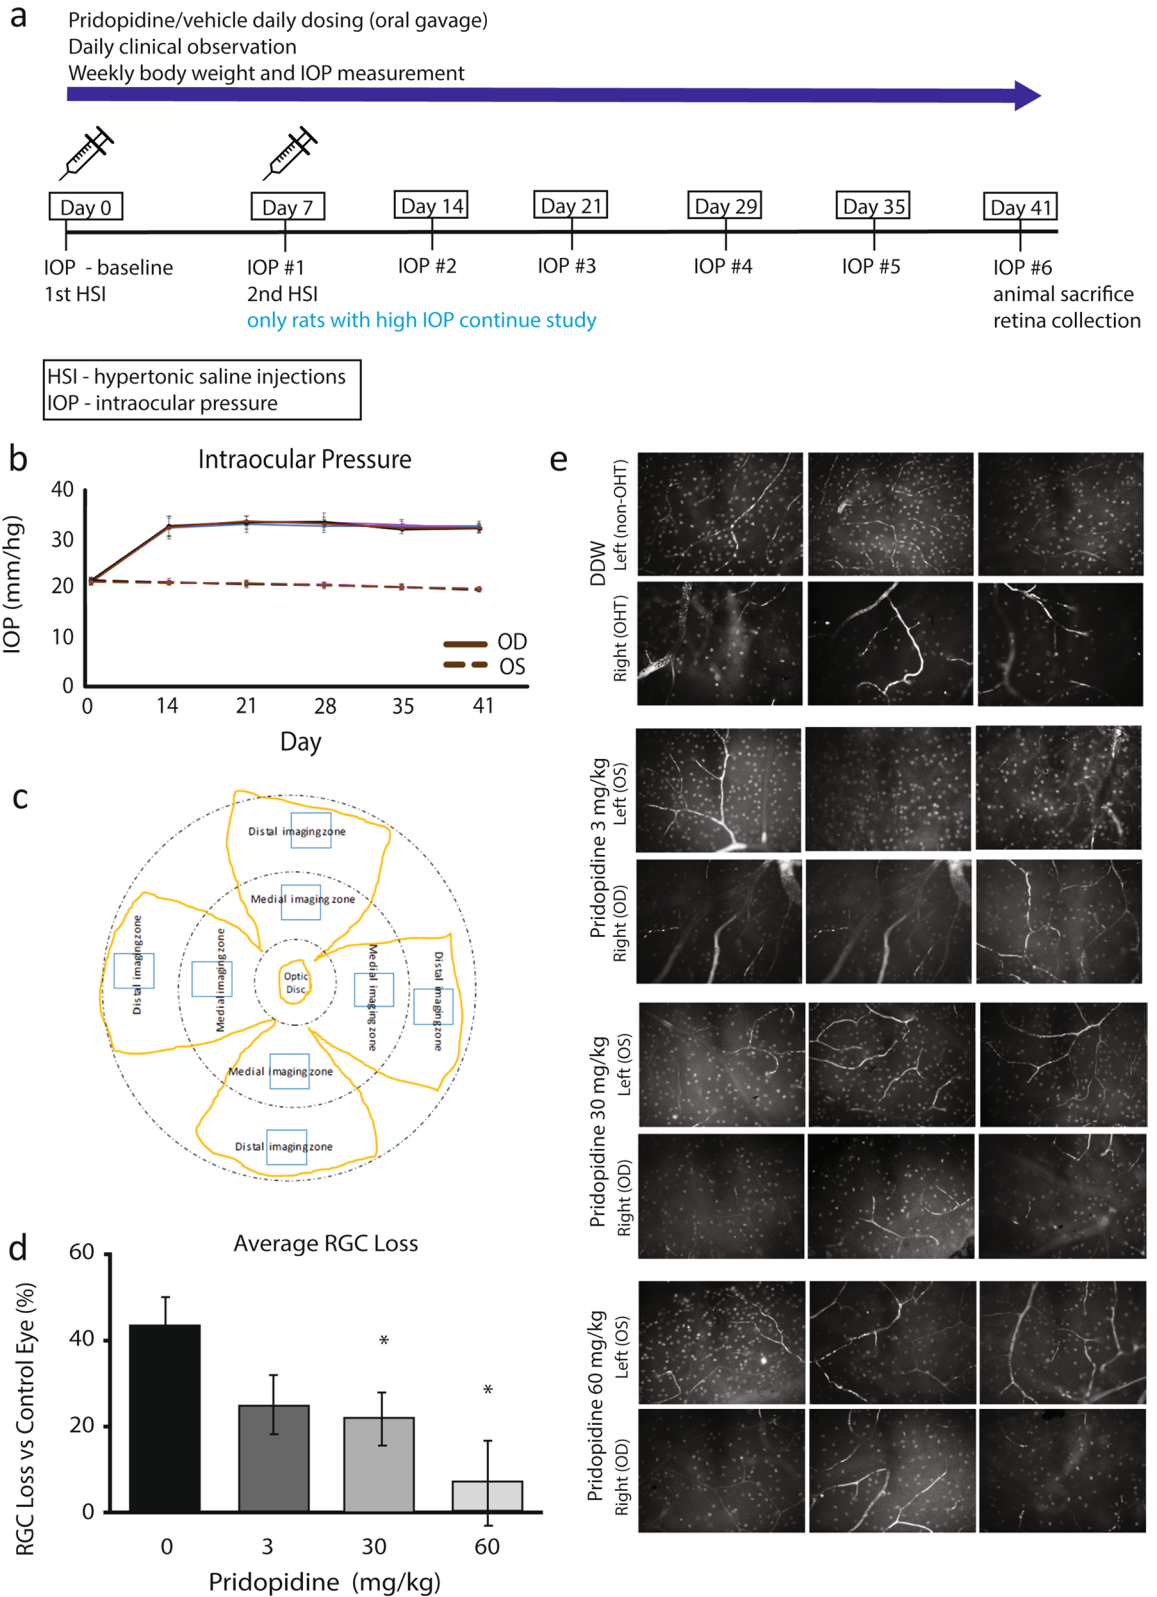 a
Pridopidine/vehicle daily dosing (oral gavage)
Daily clinical observation
Weekly body weight and IOP measurement
Day 0
Day 7
Day 14
Day 21
Day 29
Day 35
Day 41
IOP - baseline
1st HSI
IOP #1
2nd HSI
only rats with high IOP continue study
IOP #2
IOP #3
IOP #4
IOP #5
IOP #6
animal sacrifice
retina collection
HSI - hypertonic saline injections
IOP - intraocular pressure
b
Intraocular Pressure
IOP (mm/hg)
40
30
20
10
0
OD
OS
0 14 21 28 35 41
Day
c
Distal imaging zone
Medial imaging zone
Distal imaging zone
Medial imaging zone
Optic
Disc
Medial imaging zone
Distal imaging zone
Medial imaging zone
Distal imaging zone
d
Average RGC Loss
RGC Loss vs Control Eye (%)
60
40
20
0
*
*
0 3 30 60
Pridopidine (mg/kg)
e
DDW
Left (non-OHT)
Right (OHT)
Pridopidine 3 mg/kg
Left (OS)
Right (OD)
Pridopidine 30 mg/kg
Left (OS)
Right (OD)
Pridopidine 60 mg/kg
Left (OS)
Right (OD)